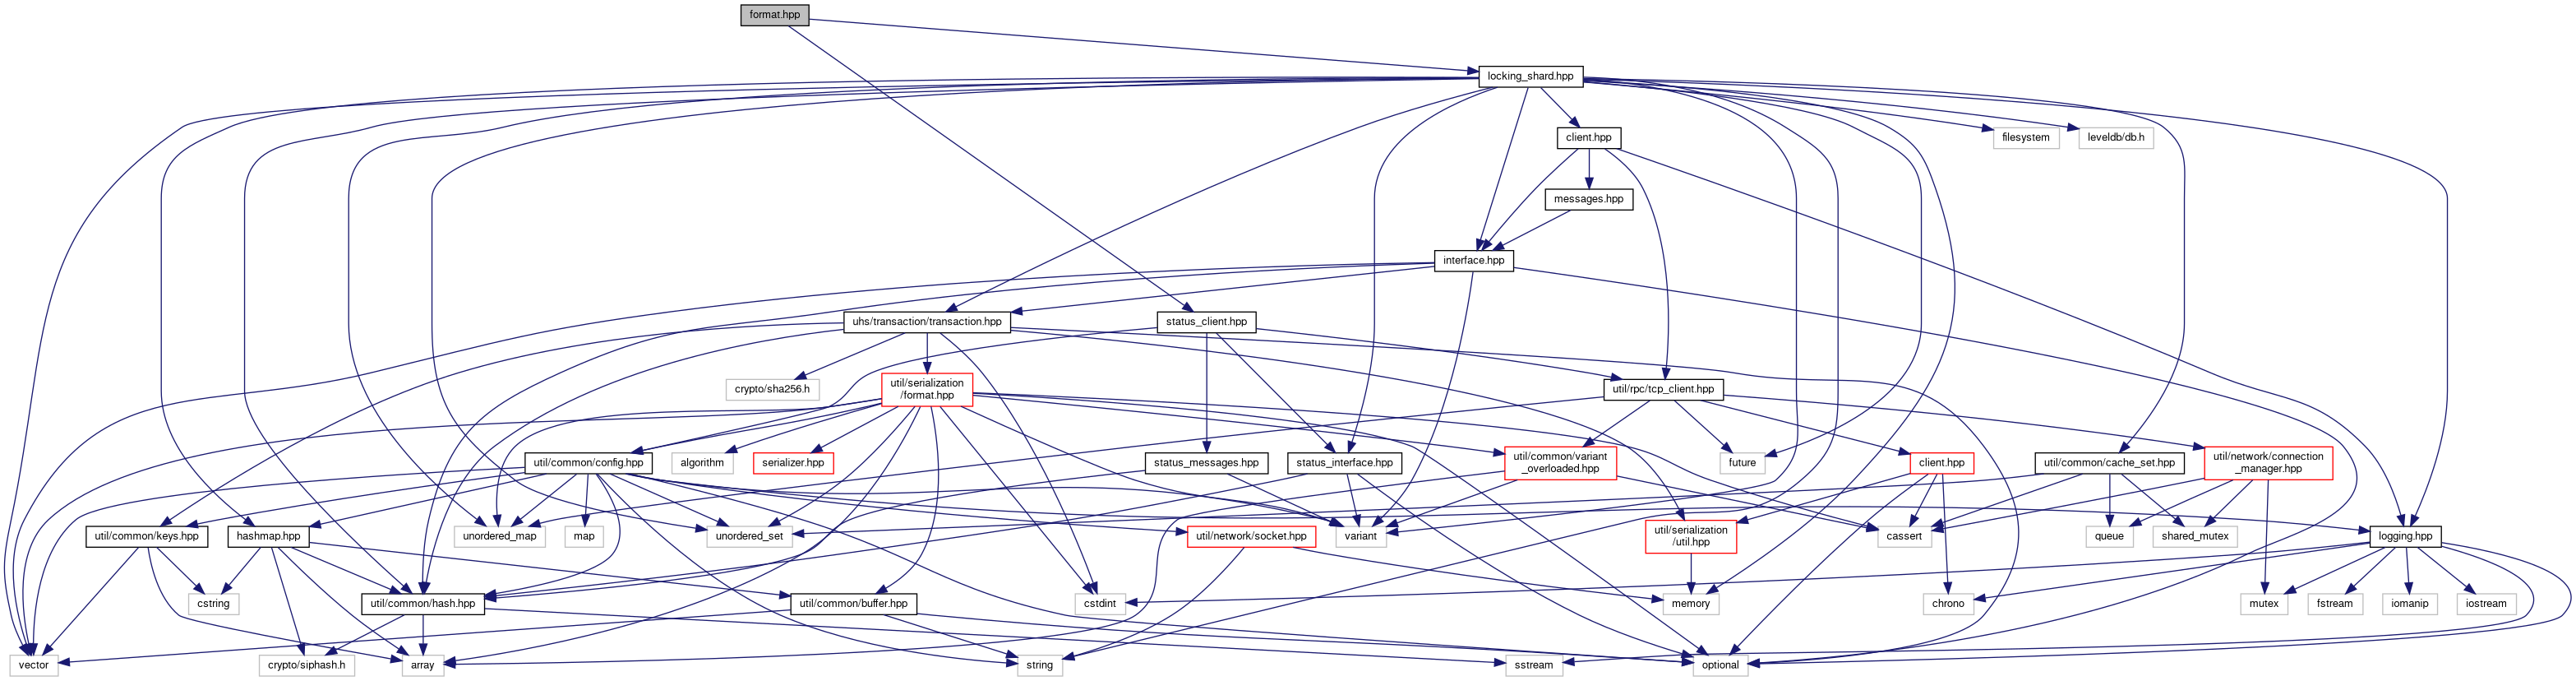 format.hpp
locking_shard.hpp
client.hpp
filesystem
leveldb/db.h
messages.hpp
interface.hpp
uhs/transaction/transaction.hpp
status_client.hpp
crypto/sha256.h
util/serialization
/format.hpp
util/rpc/tcp_client.hpp
util/common/config.hpp
algorithm
serializer.hpp
status_messages.hpp
status_interface.hpp
util/common/variant
_overloaded.hpp
future
client.hpp
util/common/cache_set.hpp
util/network/connection
_manager.hpp
util/common/keys.hpp
hashmap.hpp
unordered_map
map
unordered_set
util/network/socket.hpp
variant
util/serialization
/util.hpp
cassert
queue
shared_mutex
logging.hpp
cstring
util/common/hash.hpp
util/common/buffer.hpp
cstdint
memory
chrono
mutex
fstream
iomanip
iostream
vector
crypto/siphash.h
array
string
sstream
optional